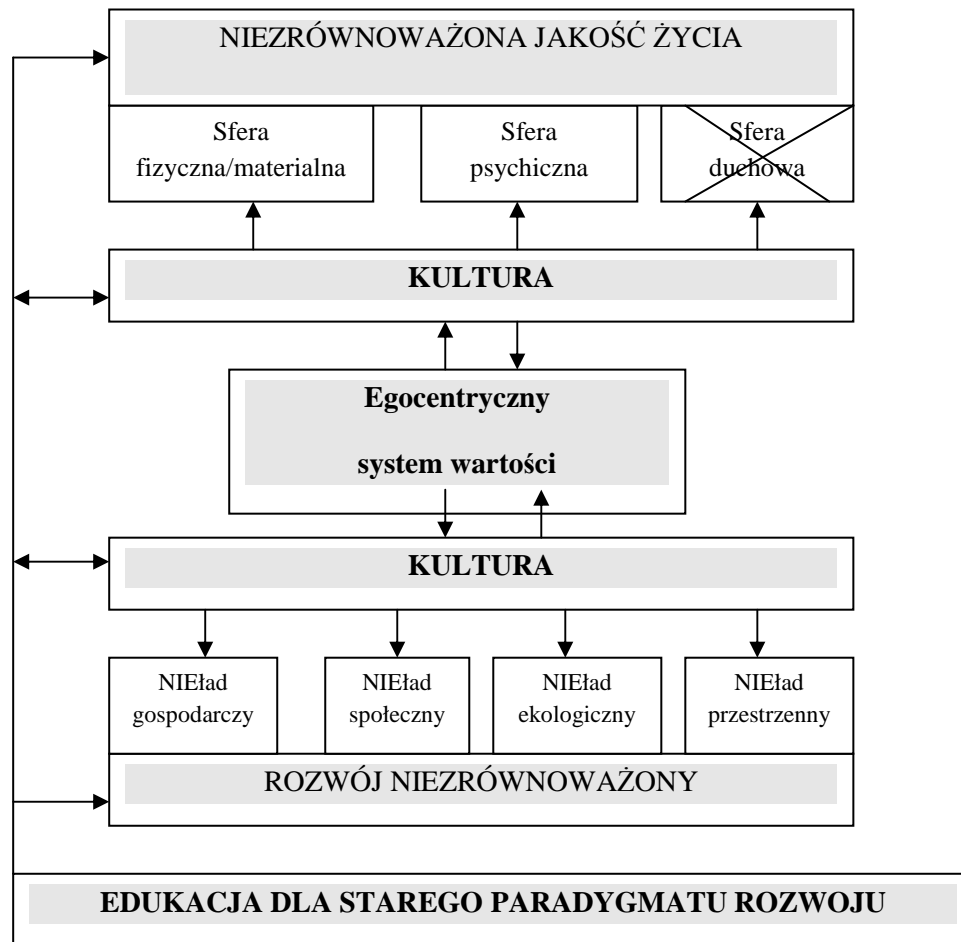 NIEZRÓWNOWAŻONA JAKOŚĆ ŻYCIA
Sfera
fizyczna/materialna
Sfera
psychiczna
Sfera
duchowa
KULTURA
Egocentryczny
system wartości
KULTURA
NIEład
gospodarczy
NIEład
społeczny
NIEład
ekologiczny
NIEład
przestrzenny
ROZWÓJ NIEZRÓWNOWAŻONY
EDUKACJA DLA STAREGO PARADYGMATU ROZWOJU